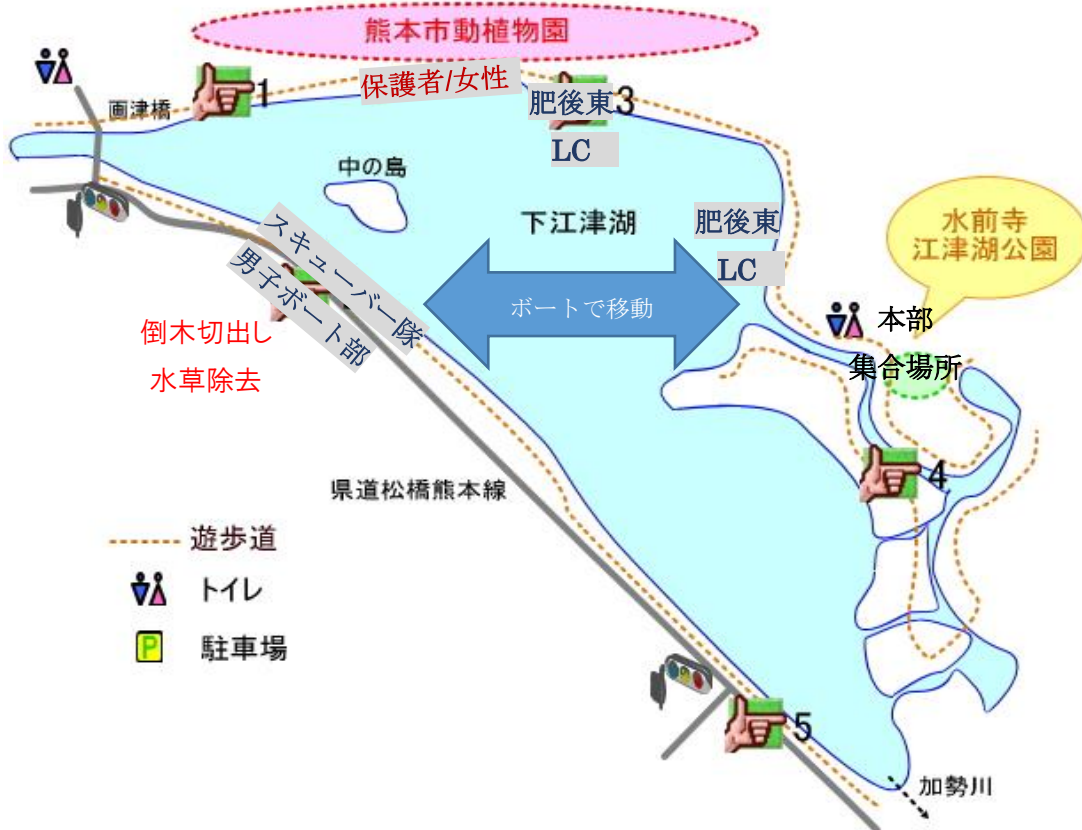 熊本市動植物園
保護者/女性
1
画津橋
肥後東
3
LC
中の島
下江津湖
肥後東
LC
水前寺
江津湖公園
スキューバー隊
男子ボート部
ボートで移動
本部
集合場所
倒木切出し
水草除去
4
県道松橋熊本線
遊歩道
トイレ
P
駐車場
5
加勢川